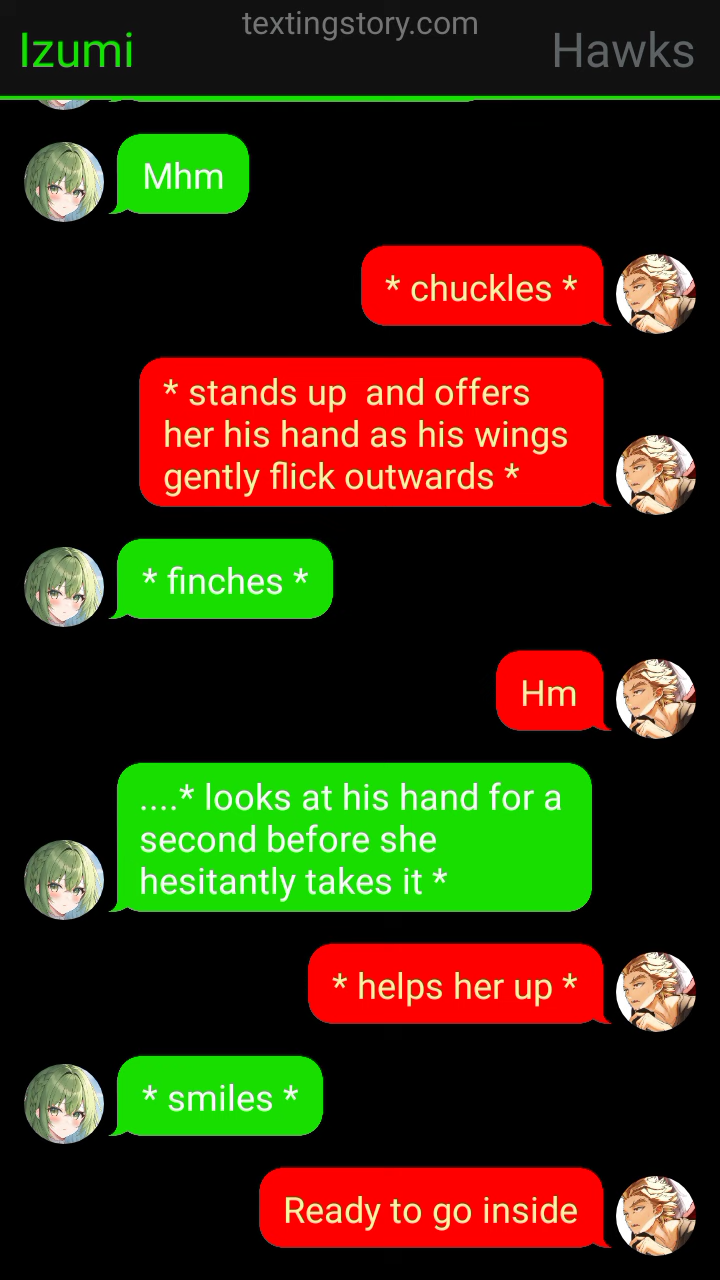 textingstory.com
Izumi
Hawks
Mhm
* chuckles *
* stands up  and offers
her his hand as his wings
gently flick outwards *
* finches *
Hm
....* looks at his hand for a
second before she
hesitantly takes it *
* helps her up *
* smiles *
Ready to go inside